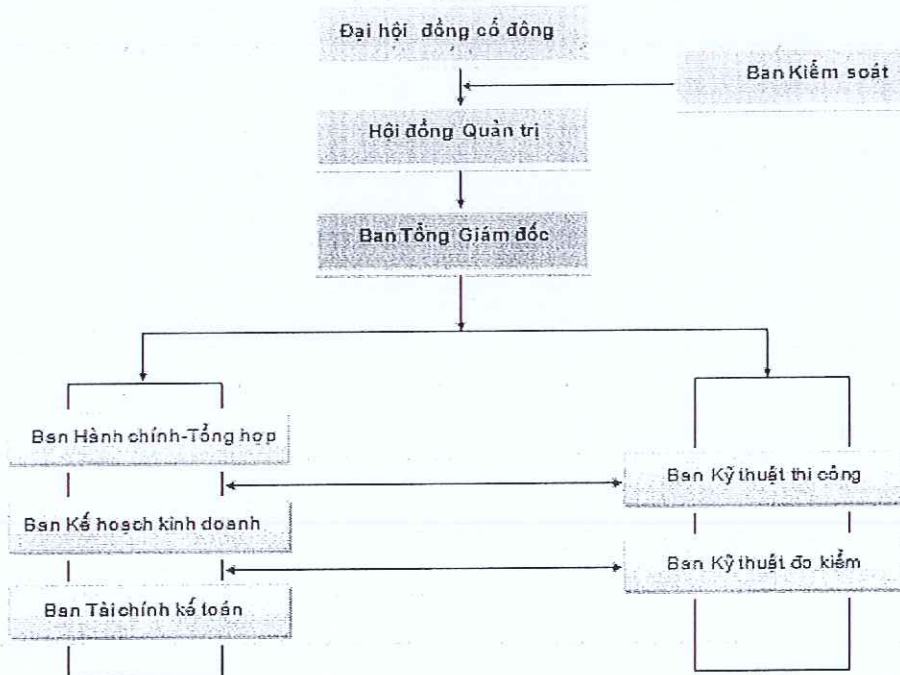 Đại hội đồng cổ đông
Ban Kiểm soát
Hội đồng Quản trị
Ban Tổng Giám đốc
Ban Hành chính-Tổng hợp
Ban Kỹ thuật thi công
Ban Kế hoạch kinh doanh
Ban Kỹ thuật đo kiểm
Ban Tài chính kế toán